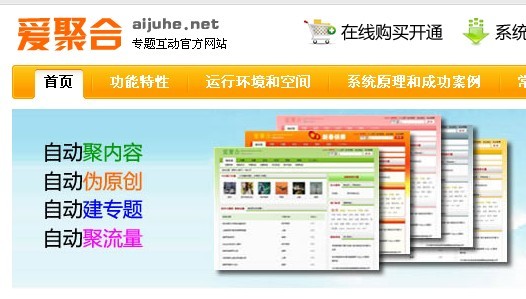 爱聚合
aijuhe.net
专题互动官方网站
在线购买开通
系统
首页
功能特性
运行环境和空间
系统原理和成功案例
自动聚内容
自动伪原创
自动建专题
自动聚流量